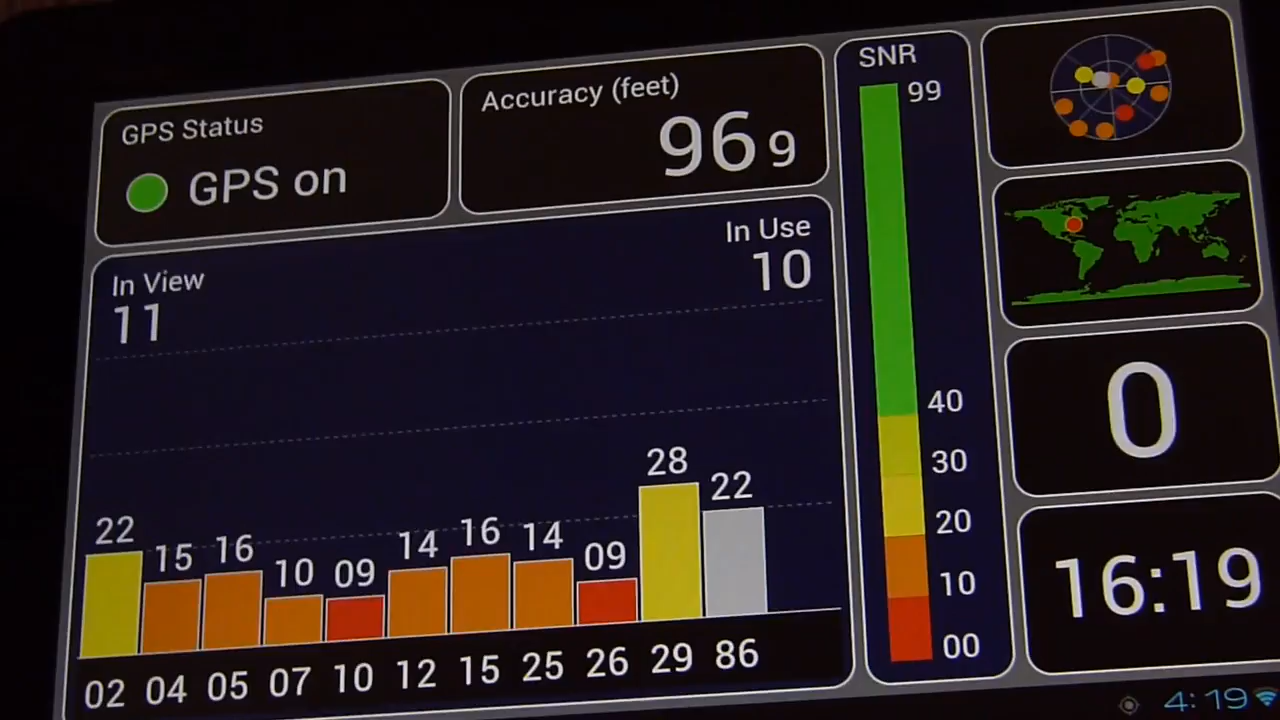 GPS Status
GPS on
Accuracy (feet)
96 9
In View
11
In Use
10
22 15 16 10 09 14 16 14 09 28 22
02 04 05 07 10 12 15 25 26 29 86
SNR
99
40
30
20
10
00
0
16:19
4:19